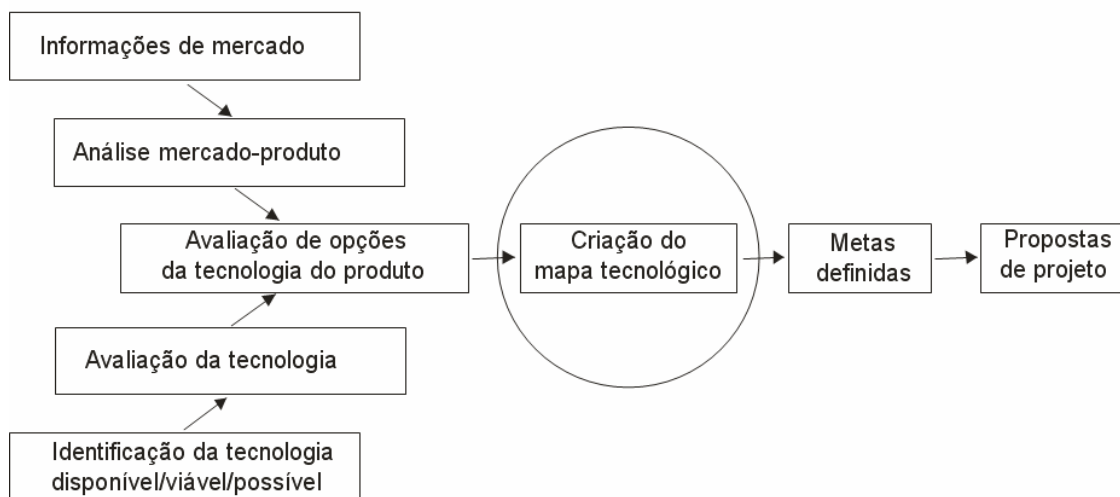 Informações de mercado
Análise mercado-produto
Avaliação de opções
da tecnologia do produto
Criação do
mapa tecnológico
Metas
definidas
Propostas
de projeto
Avaliação da tecnologia
Identificação da tecnologia
disponível/viável/possível